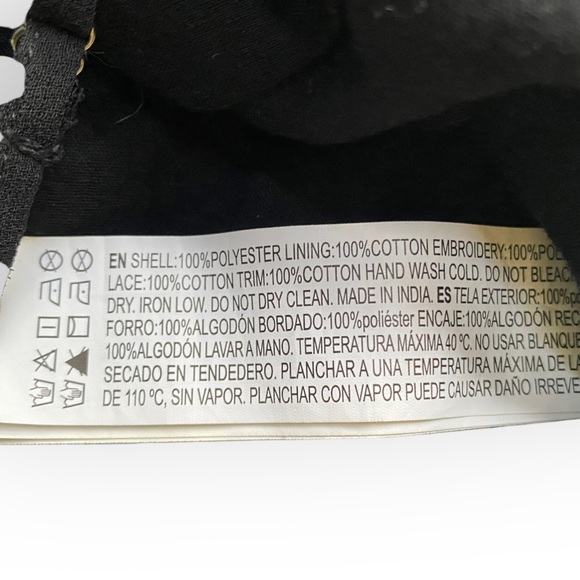 EN SHELL:100%POLYESTER LINING:100%COTTON EMBROIDERY:100%
LACE:100%COTTON TRIM:100%COTTON HAND WASH COLD. DO NOT BLEACH
DRY. IRON LOW. DO NOT DRY CLEAN. MADE IN INDIA. ES TELA EXTERIOR:100%
FORRO:100%ALGODÓN BORDADO:100%poliéster ENCAJE:100%ALGODÓN
100%ALGODÓN LAVAR A MANO. TEMPERATURA MÁXIMA 40 ºC. NO USAR
SECADO EN TENDEDERO. PLANCHAR A UNA TEMPERATURA MÁXIMA DE
DE 110 ºC, SIN VAPOR. PLANCHAR CON VAPOR PUEDE CAUSAR DAÑO